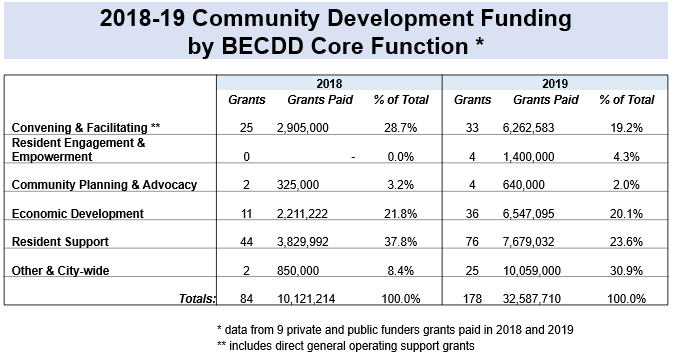 2018-19 Community Development Funding
by BECDD Core Function *
2018 2019
Grants Grants Paid % of Total Grants Grants Paid % of Total
Convening & Facilitating ** 25 2,905,000 28.7% 33 6,262,583 19.2%
Resident Engagement &
Empowerment 0 - 0.0% 4 1,400,000 4.3%
Community Planning & Advocacy 2 325,000 3.2% 4 640,000 2.0%
Economic Development 11 2,211,222 21.8% 36 6,547,095 20.1%
Resident Support 44 3,829,992 37.8% 76 7,679,032 23.6%
Other & City-wide 2 850,000 8.4% 25 10,059,000 30.9%
Totals: 84 10,121,214 100.0% 178 32,587,710 100.0%
* data from 9 private and public funders grants paid in 2018 and 2019
** includes direct general operating support grants